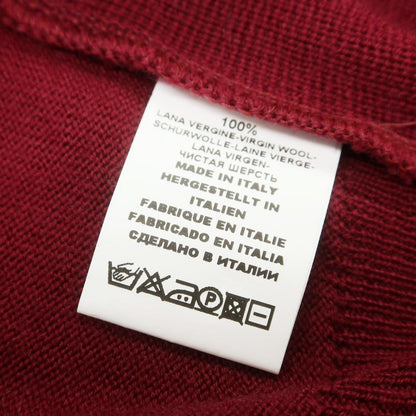 100%
LANA VERGINE-VIRGIN WOOL-
SCHURWOLLE-LAINE VIERGE-
LANA VIRGEN-
ЧИСТАЯ ШЕРСТЬ
MADE IN ITALY
HERGESTELLT IN
ITALIEN
FABRIQUE EN ITALIE
FABRICADO EN ITALIA
СДЕЛАНО В ИТАЛИИ
P